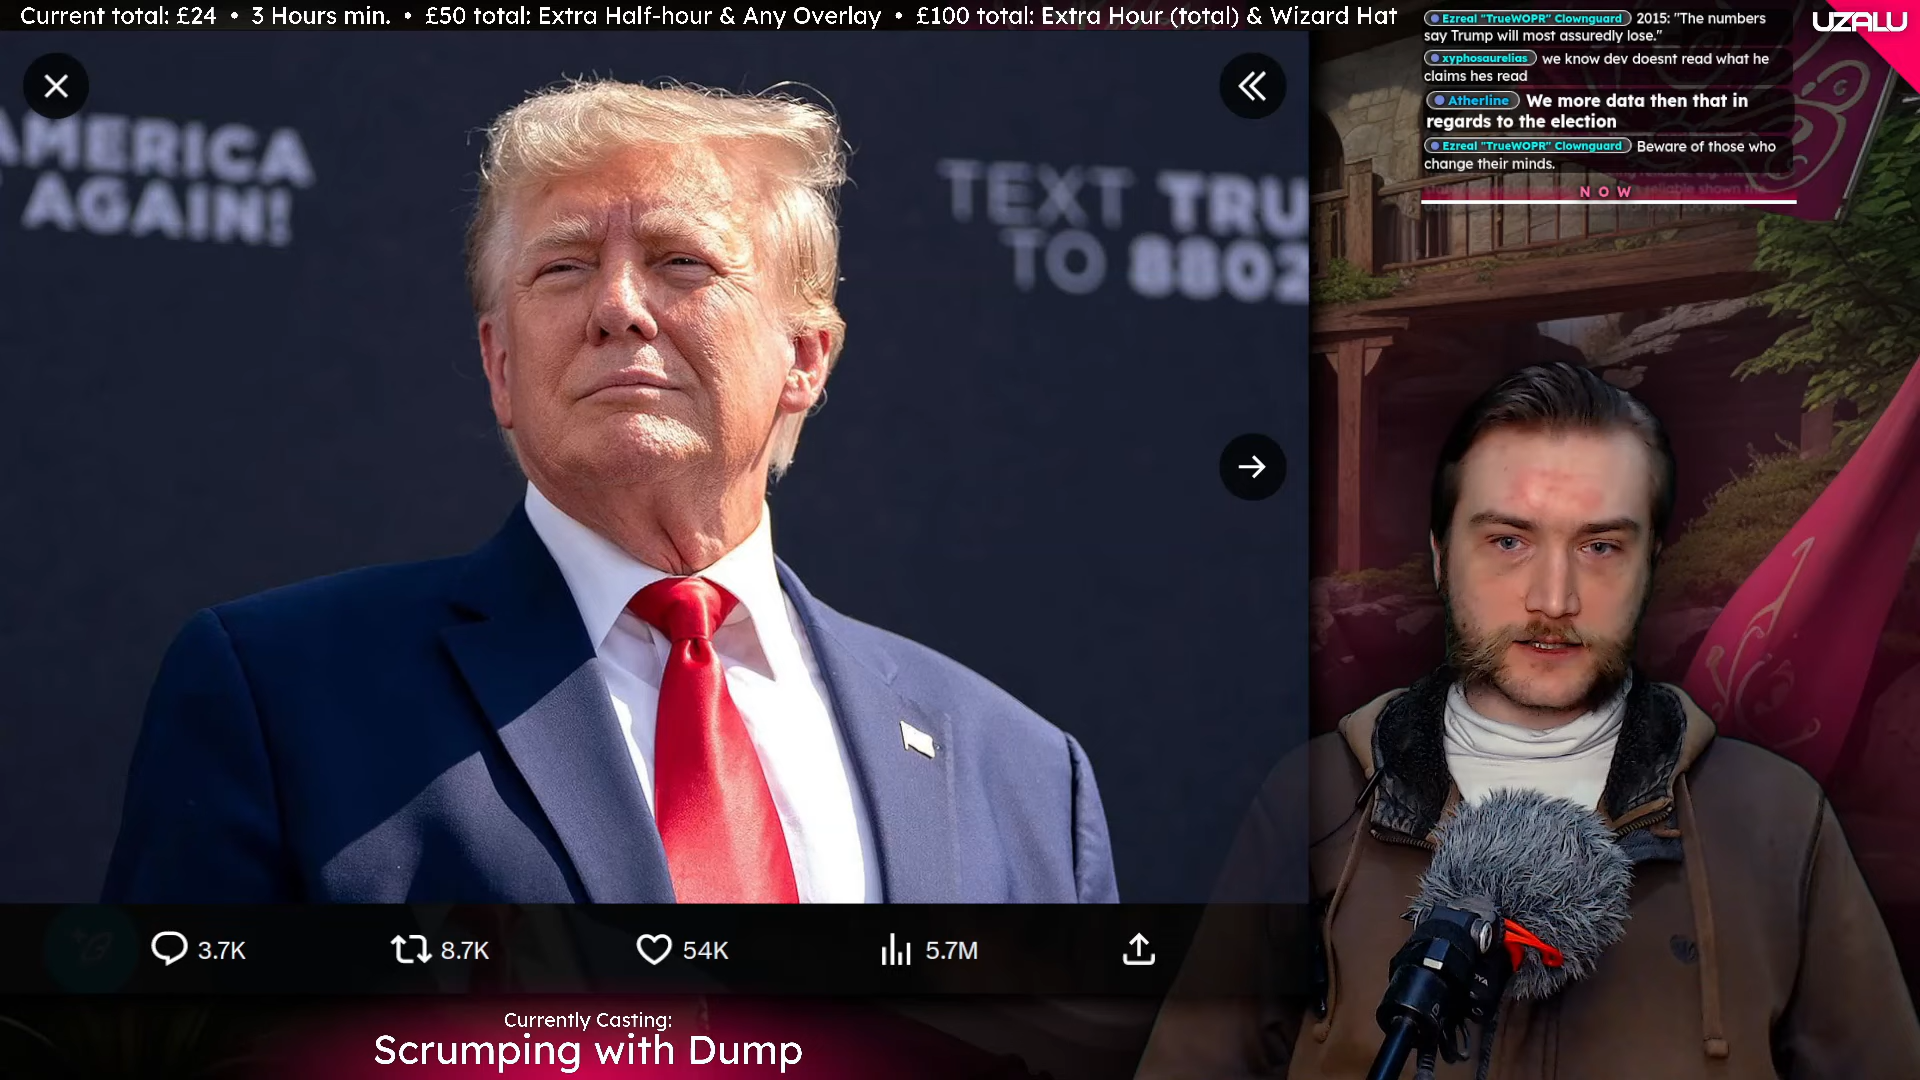 Current total: £24 • 3 Hours min. • £50 total: Extra Half-hour & Any Overlay • £100 total: Extra Hour (total) & Wizard Hat
UZALU
Ezreal "TrueWOPR" Clownguard 2015: "The numbers
say Trump will most assuredly lose."
xyphosaurelias we know dev doesnt read what he
claims hes read
Atherline We more data then that in
regards to the election
Ezreal "TrueWOPR" Clownguard Beware of those who
change their minds.
NOW
AMERICA
AGAIN!
TEXT TRU
TO 8802
3.7K
8.7K
54K
5.7M
Currently Casting:
Scrumping with Dump